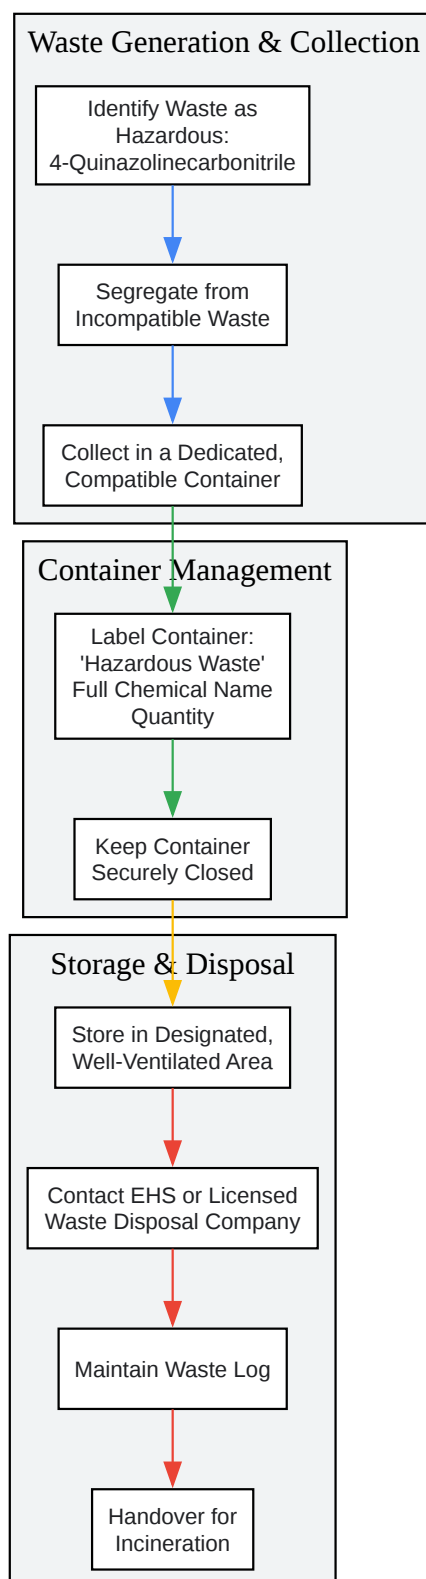 Waste Generation & Collection
Identify Waste as
Hazardous:
4-Quinazolinecarbonitrile
Segregate from
Incompatible Waste
Collect in a Dedicated,
Compatible Container
Container Management
Label Container:
'Hazardous Waste'
Full Chemical Name
Quantity
Keep Container
Securely Closed
Storage & Disposal
Store in Designated,
Well-Ventilated Area
Contact EHS or Licensed
Waste Disposal Company
Maintain Waste Log
Handover for
Incineration